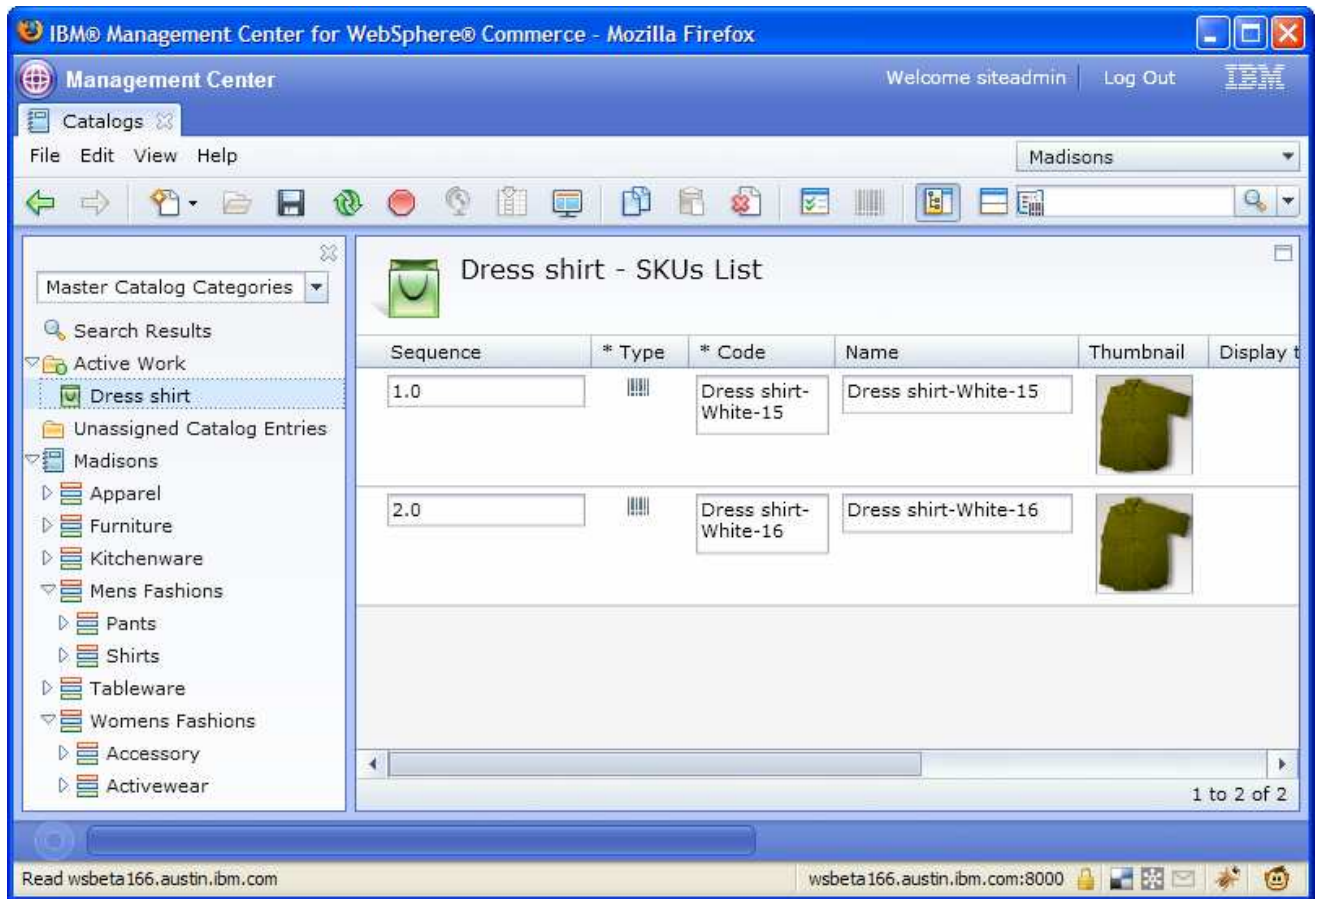 IBM® Management Center for WebSphere® Commerce - Mozilla Firefox
Management Center
Welcome siteadmin
Log Out
IBM
Catalogs
File Edit View Help
Madisons
Master Catalog Categories
Search Results
Active Work
Dress shirt
Unassigned Catalog Entries
Madisons
Apparel
Furniture
Kitchenware
Mens Fashions
Pants
Shirts
Tableware
Womens Fashions
Accessory
Activewear
Dress shirt - SKUs List
Sequence * Type * Code Name Thumbnail Display t
1.0
Dress shirt-
White-15
Dress shirt-White-15
2.0
Dress shirt-
White-16
Dress shirt-White-16
1 to 2 of 2
Read wsbeta166.austin.ibm.com
wsbeta166.austin.ibm.com:8000